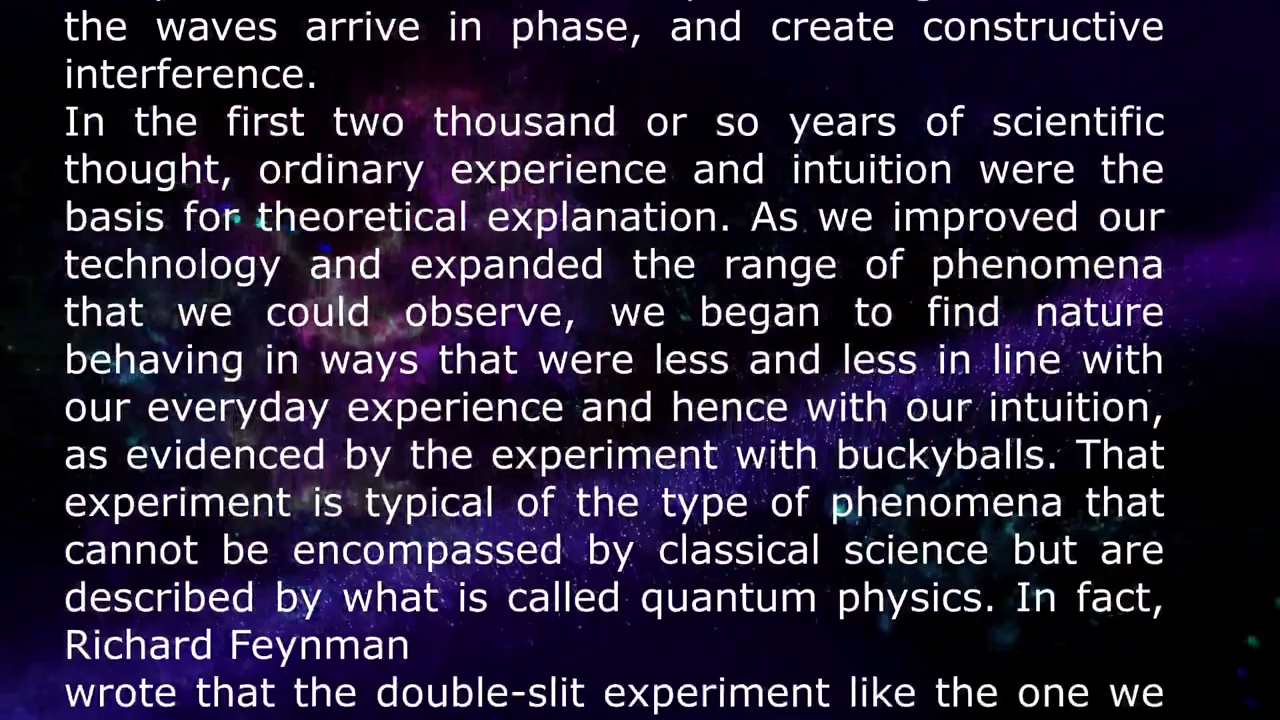 the waves arrive in phase, and create constructive
interference.
In the first two thousand or so years of scientific
thought, ordinary experience and intuition were the
basis for theoretical explanation. As we improved our
technology and expanded the range of phenomena
that we could observe, we began to find nature
behaving in ways that were less and less in line with
our everyday experience and hence with our intuition,
as evidenced by the experiment with buckyballs. That
experiment is typical of the type of phenomena that
cannot be encompassed by classical science but are
described by what is called quantum physics. In fact,
Richard Feynman
wrote that the double-slit experiment like the one we